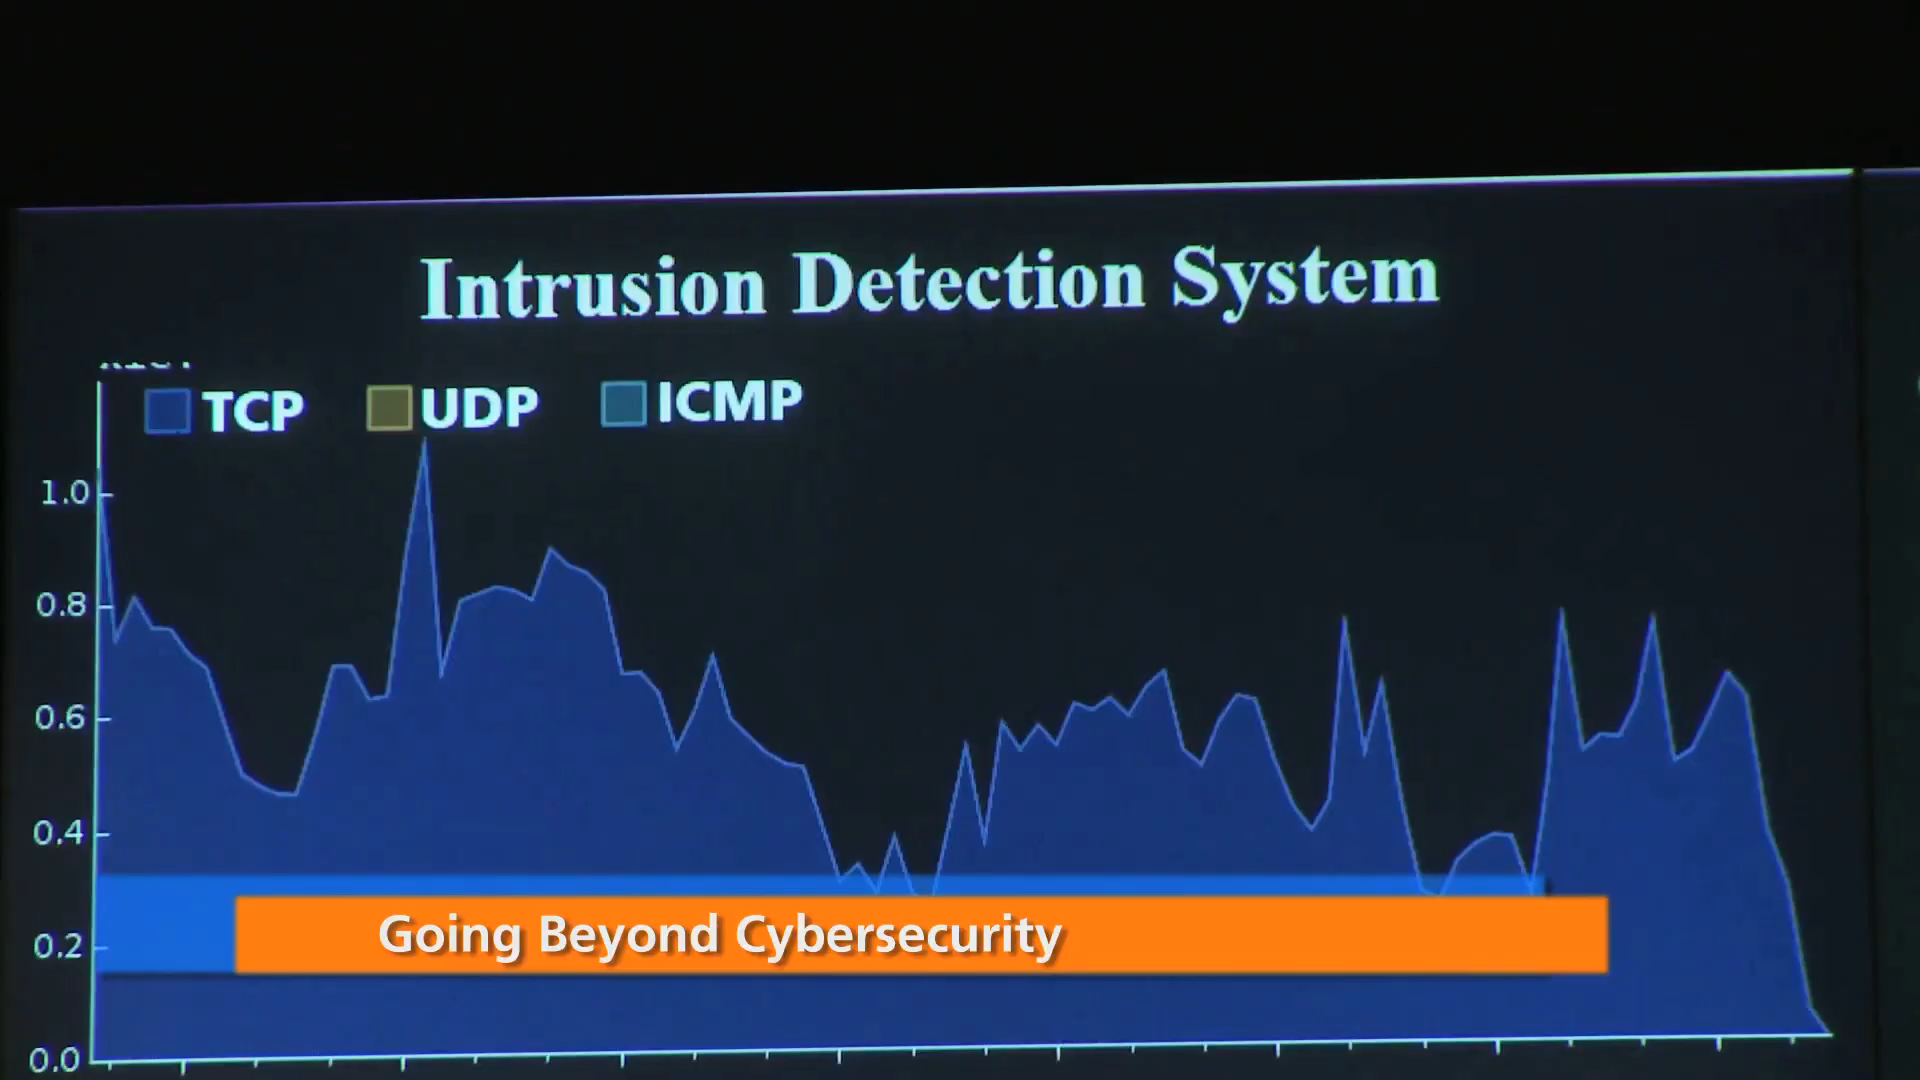 Intrusion Detection System
TCP UDP ICMP
1.0
0.8
0.6
0.4
0.2
0.0
Going Beyond Cybersecurity